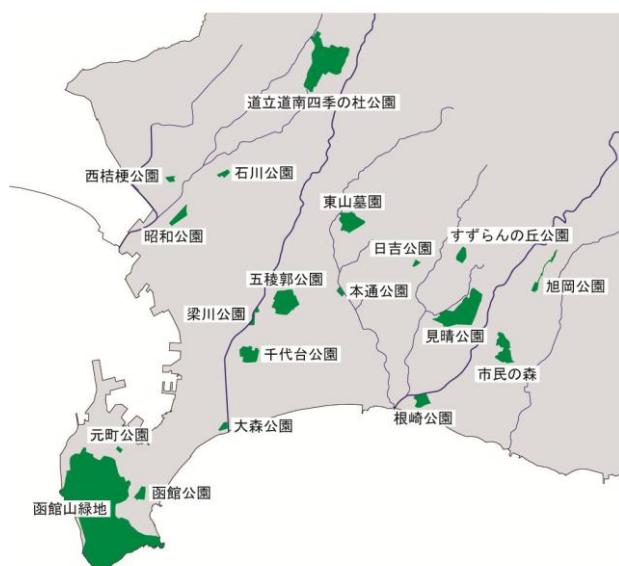 道立道南四季の杜公園
西桔梗公園
石川公園
昭和公園
東山墓園
日吉公園
すずらんの丘公園
旭岡公園
五稜郭公園
本通公園
梁川公園
見晴公園
千代台公園
市民の森
大森公園
根崎公園
元町公園
函館公園
函館山緑地